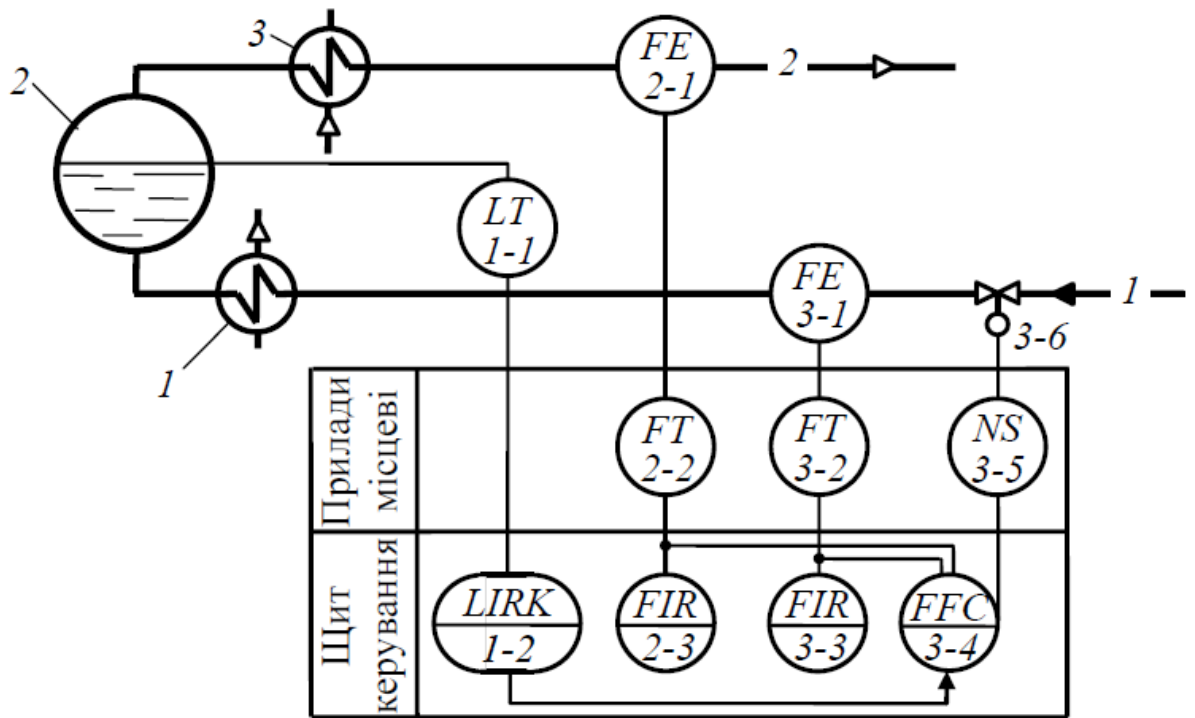 3
FE
2-1
2
2
LT
1-1
FE
3-1
1
3-6
1
Прилади
місцеві
FT
2-2
FT
3-2
NS
3-5
Щит
керування
LIRK
1-2
FIR
2-3
FIR
3-3
FFC
3-4